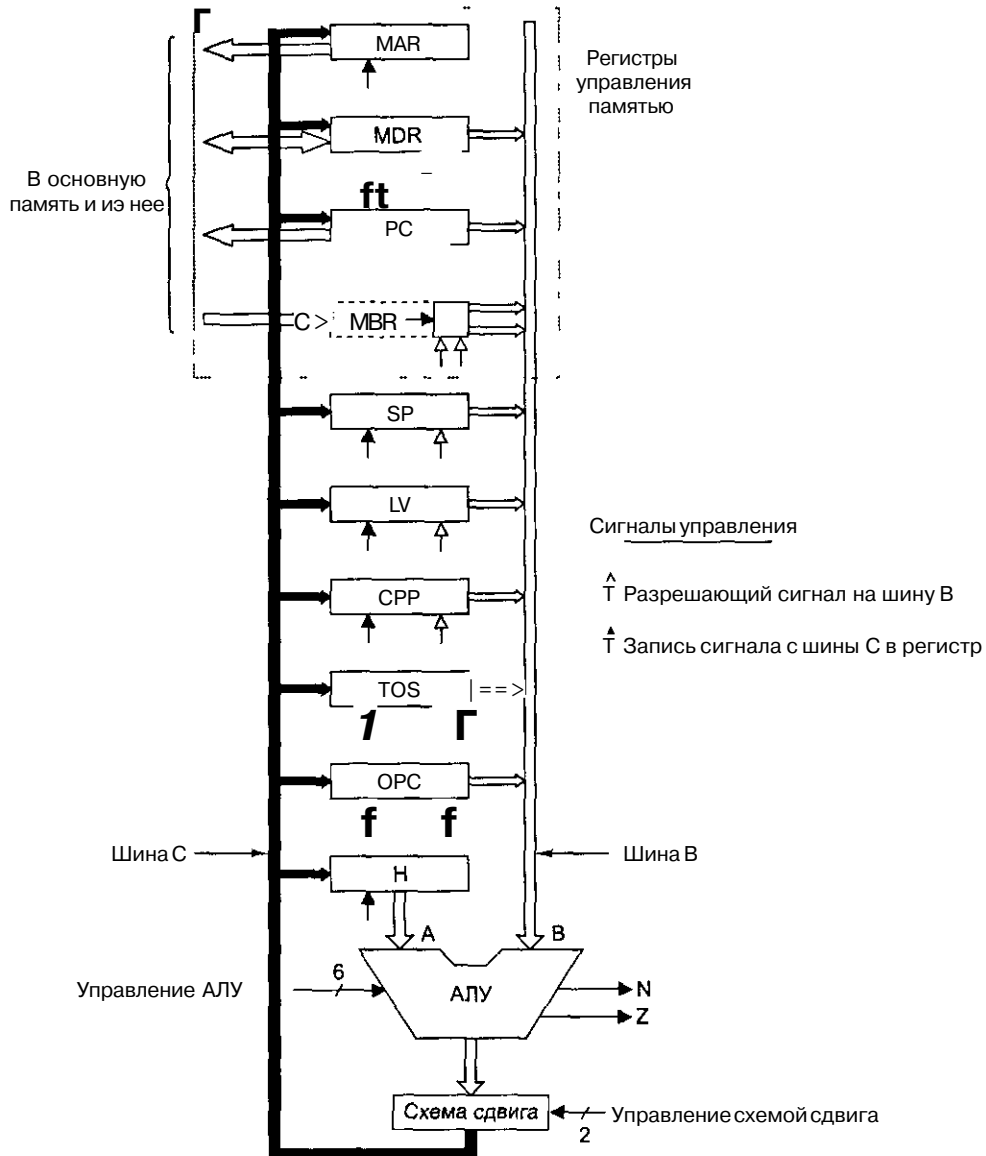 Г
MAR
Регистры
управления
памятью
MDR
В основную
память и иэ нее
ft
PC
C >
MBR
SP
LV
Сигналы управления
CPP
Разрешающий сигнал на шину В
Запись сигнала с шины С в регистр
TOS
| = = >
1 Г
OPC
f f
Шина С
Шина В
H
A
B
6
Управление АЛУ
АЛУ
N
Z
Схема сдвига
Управление схемой сдвига
2